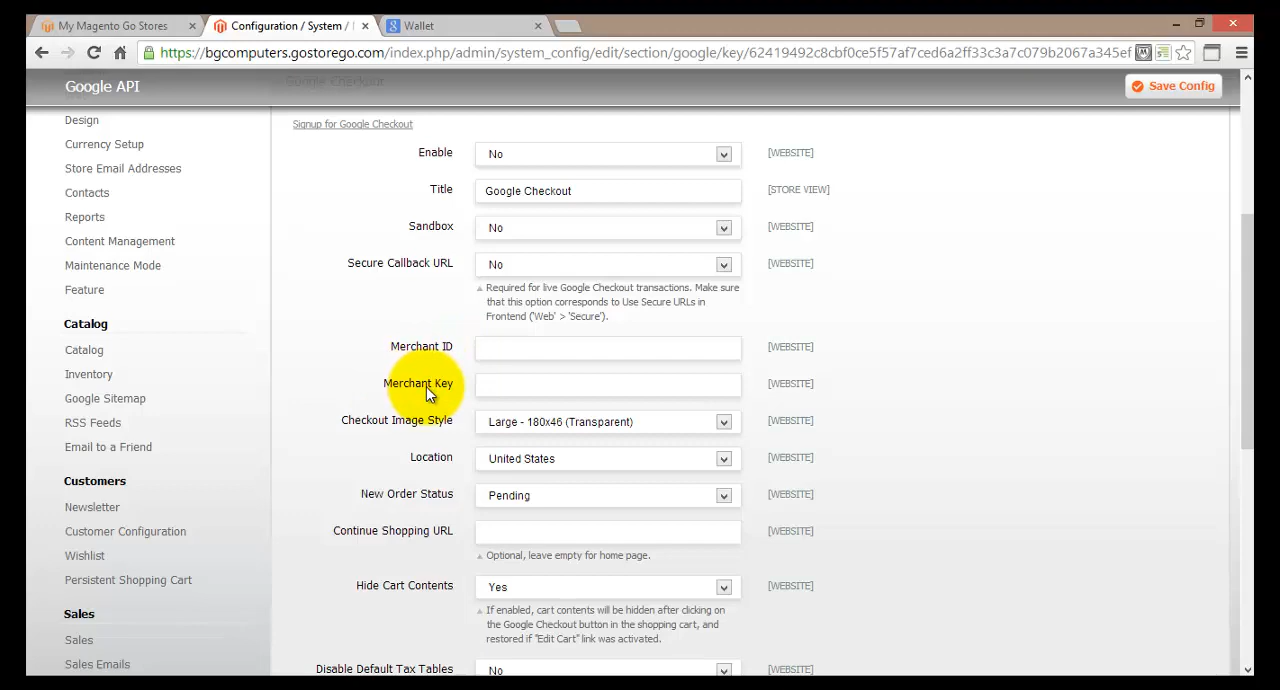 My Magento Go Stores
Configuration / System /
Wallet
https://bgcomputers.gostorego.com/index.php/admin/system_config/edit/section/google/key/62419492c8cbf0ce5f57af7ced6a2ff33c3a7c079b2067a345ef
Google API
Save Config
Google Checkout
Design
Currency Setup
Store Email Addresses
Contacts
Reports
Content Management
Maintenance Mode
Feature
Catalog
Catalog
Inventory
Google Sitemap
RSS Feeds
Email to a Friend
Customers
Newsletter
Customer Configuration
Wishlist
Persistent Shopping Cart
Sales
Sales
Sales Emails
Signup for Google Checkout
Enable No [WEBSITE]
Title Google Checkout [STORE VIEW]
Sandbox No [WEBSITE]
Secure Callback URL No [WEBSITE]
Required for live Google Checkout transactions. Make sure
that this option corresponds to Use Secure URLs in
Frontend ('Web' > 'Secure').
Merchant ID [WEBSITE]
Merchant Key [WEBSITE]
Checkout Image Style Large - 180x46 (Transparent) [WEBSITE]
Location United States [WEBSITE]
New Order Status Pending [WEBSITE]
Continue Shopping URL [WEBSITE]
Optional, leave empty for home page.
Hide Cart Contents Yes [WEBSITE]
If enabled, cart contents will be hidden after clicking on
the Google Checkout button in the shopping cart, and
restored if "Edit Cart" link was activated.
Disable Default Tax Tables No [WEBSITE]